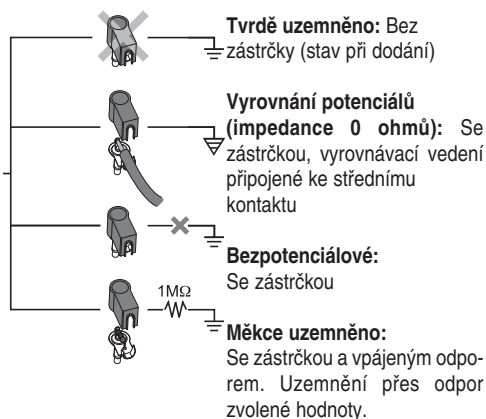 Tvrdě uzemněno: Bez
zástrčky (stav při dodání)
Vyrovnání potenciálů
(impedance 0 ohmů): Se
zástrčkou, vyrovnávací vedení
připojené ke střednímu
kontaktu
Bezpotenciálové:
Se zástrčkou
1MΩ
Měkce uzemněno:
Se zástrčkou a vpájeným odpo-
rem. Uzemnění přes odpor
zvolené hodnoty.